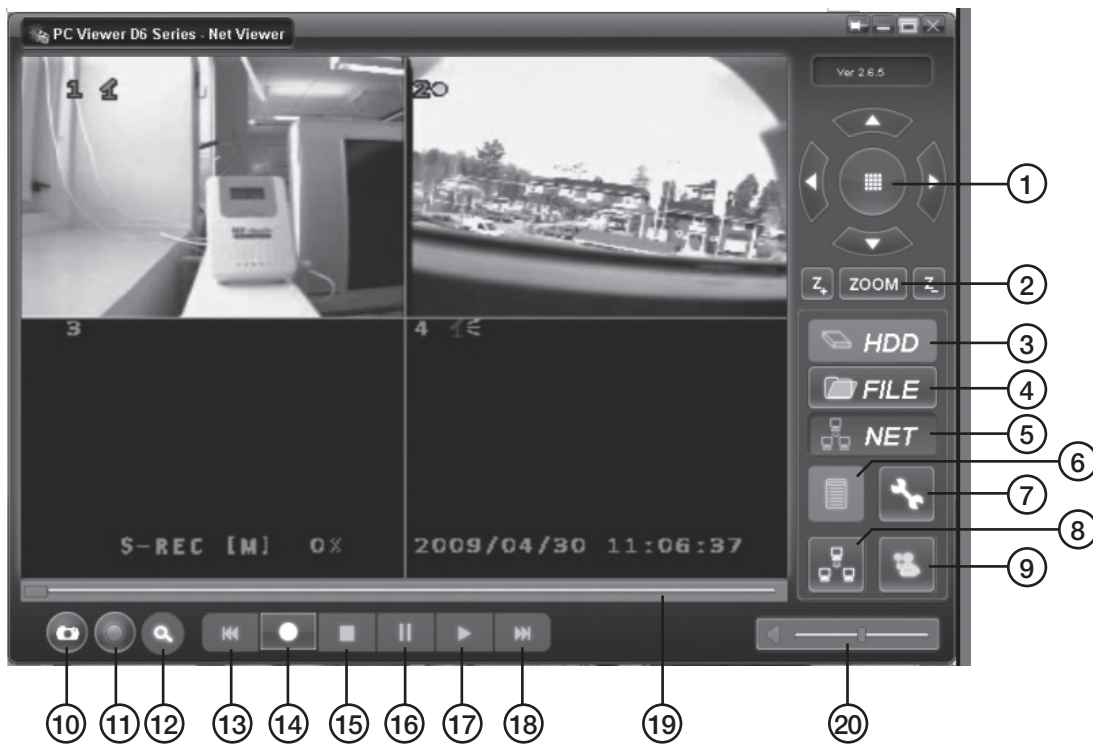 PC Viewer D6 Series - Net Viewer
Ver 2.6.5
1
2
3
4
Z+ ZOOM Z-
HDD
FILE
NET
S-REC [M] 0%
2009/04/30 11:06:37
1
2
3
4
5
6
7
8
9
10 11 12 13 14 15 16 17 18 19 20